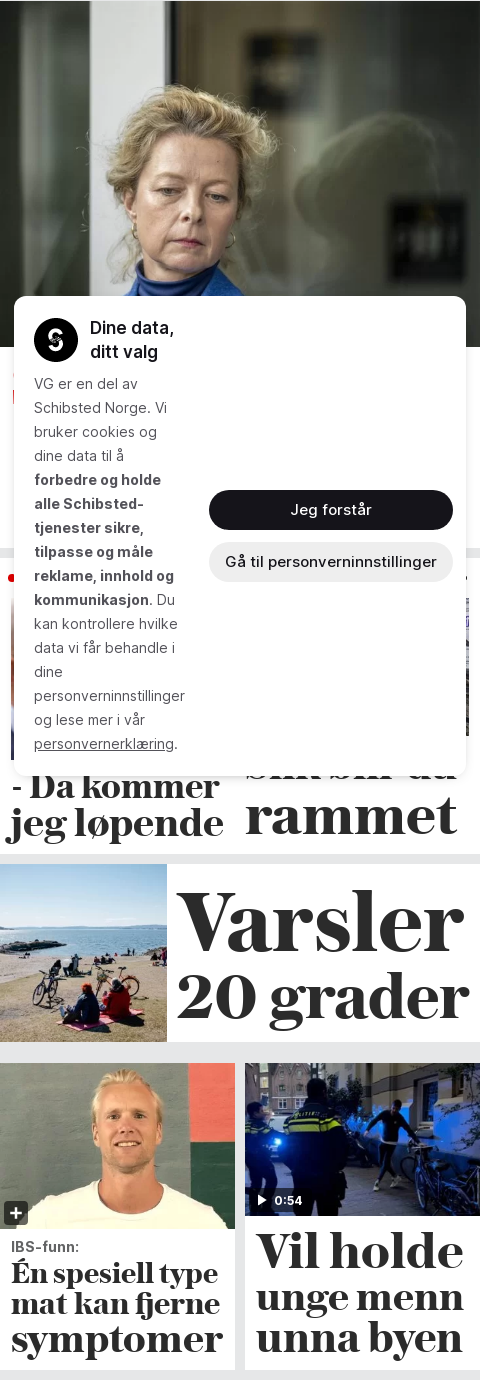 Dine data,
ditt valg
VG er en del av
Schibsted Norge. Vi
bruker cookies og
dine data til å
forbedre og holde
alle Schibsted-
tjenester sikre,
tilpasse og måle
reklame, innhold og
kommunikasjon. Du
kan kontrollere hvilke
data vi får behandle i
dine
personverninnstillinger
og lese mer i vår
personvernerklæring.
Jeg forstår
Gå til personverninnstillinger
- Da kommer
jeg løpende
rammet
Varsler
20 grader
IBS-funn:
Én spesiell type
mat kan fjerne
symptomer
0:54
Vil holde
unge menn
unna byen